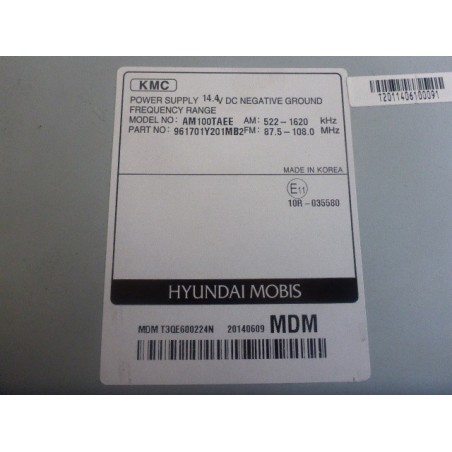 KMC
POWER SUPPLY 14.4V DC NEGATIVE GROUND
FREQUENCY RANGE
MODEL NO: AM100TAEE AM: 522-1620 kHz
PART NO: 961701Y201MB2 FM: 87.5-108.0 MHz
MADE IN KOREA
E11
10R-035580
HYUNDAI MOBIS
MDM T3QE600224N 20140609 MDM
72011406100091